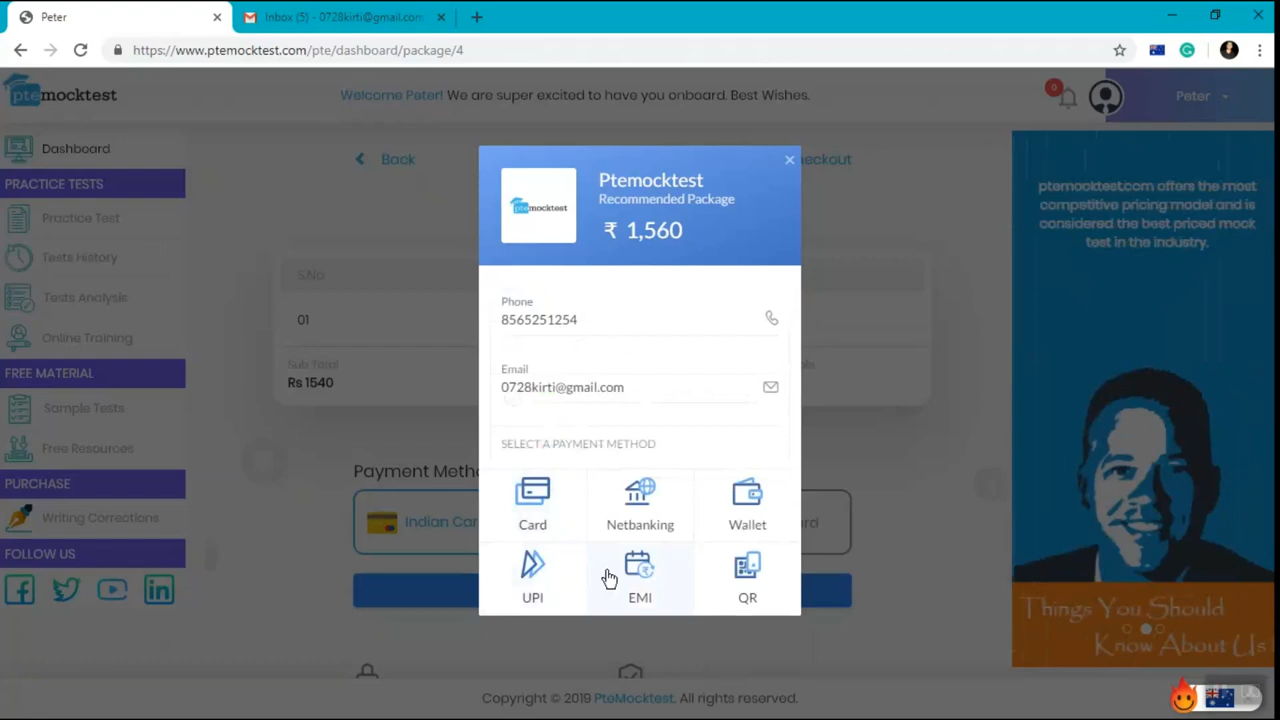 Peter
Inbox (5) - 0728kirti@gmail.com
https://www.ptemocktest.com/pte/dashboard/package/4
ptemocktest
Welcome Peter! We are super excited to have you onboard. Best Wishes.
0
Peter
Dashboard
PRACTICE TESTS
Practice Test
Tests History
Tests Analysis
Online Training
FREE MATERIAL
Sample Tests
Free Resources
PURCHASE
Writing Corrections
FOLLOW US
Back
heckout
S.No
01
Sub Total
Rs 1540
Payment Meth
Indian Car
rd
ptemocktest
Ptemocktest
Recommended Package
₹ 1,560
Phone
8565251254
Email
0728kirti@gmail.com
SELECT A PAYMENT METHOD
Card
Netbanking
Wallet
UPI
EMI
QR
ptemocktest.com offers the most
competitive pricing model and is
considered the best priced mock
test in the industry.
Things You Should
Know About Us
Copyright © 2019 PteMocktest. All rights reserved.